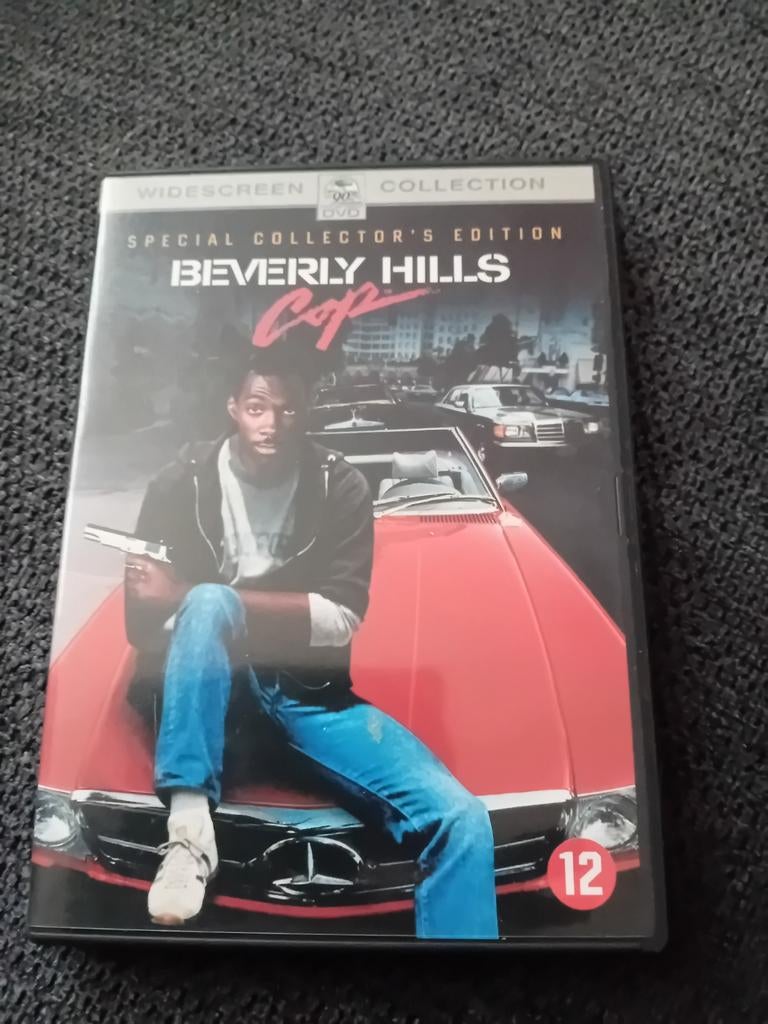 WIDESCREEN DVD COLLECTION
SPECIAL COLLECTOR'S EDITION
BEVERLY HILLS
Cop
12